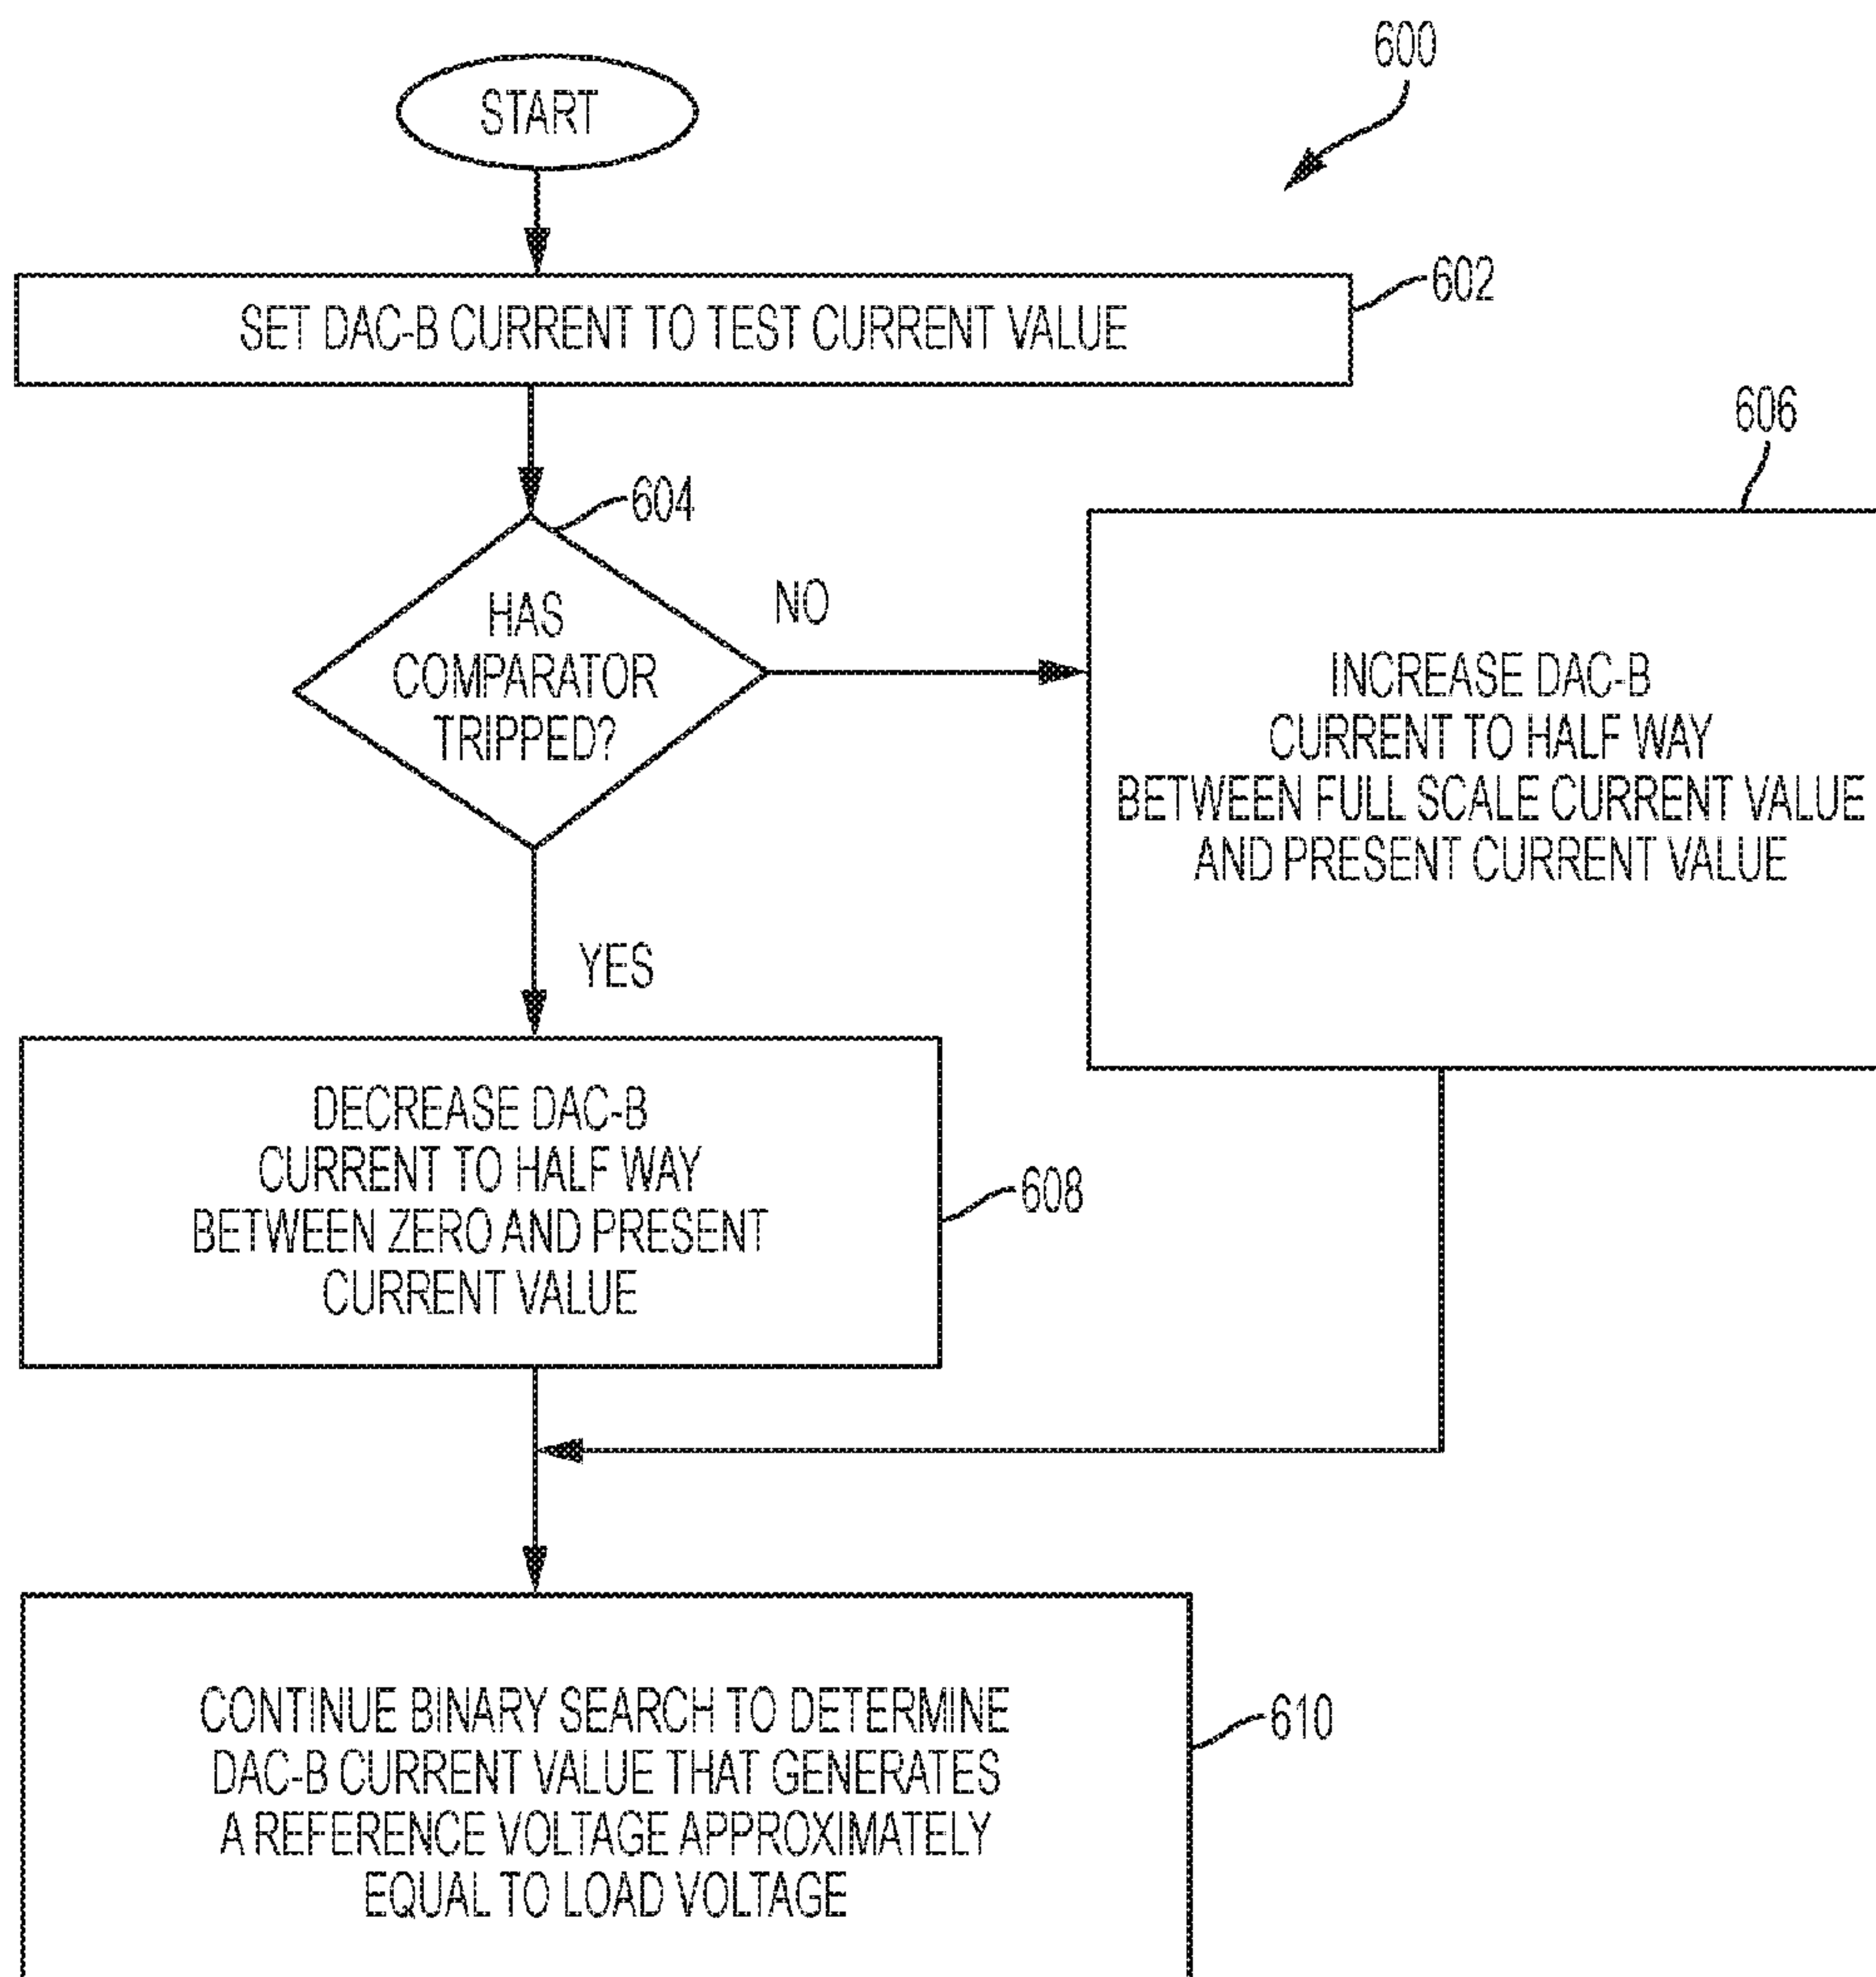 600
START
602
SET DAC-B CURRENT TO TEST CURRENT VALUE
604
HAS
COMPARATOR
TRIPPED?
NO
606
INCREASE DAC-B
CURRENT TO HALF WAY
BETWEEN FULL SCALE CURRENT VALUE
AND PRESENT CURRENT VALUE
YES
DECREASE DAC-B
CURRENT TO HALF WAY
BETWEEN ZERO AND PRESENT
CURRENT VALUE
608
CONTINUE BINARY SEARCH TO DETERMINE
DAC-B CURRENT VALUE THAT GENERATES
A REFERENCE VOLTAGE APPROXIMATELY
EQUAL TO LOAD VOLTAGE
610